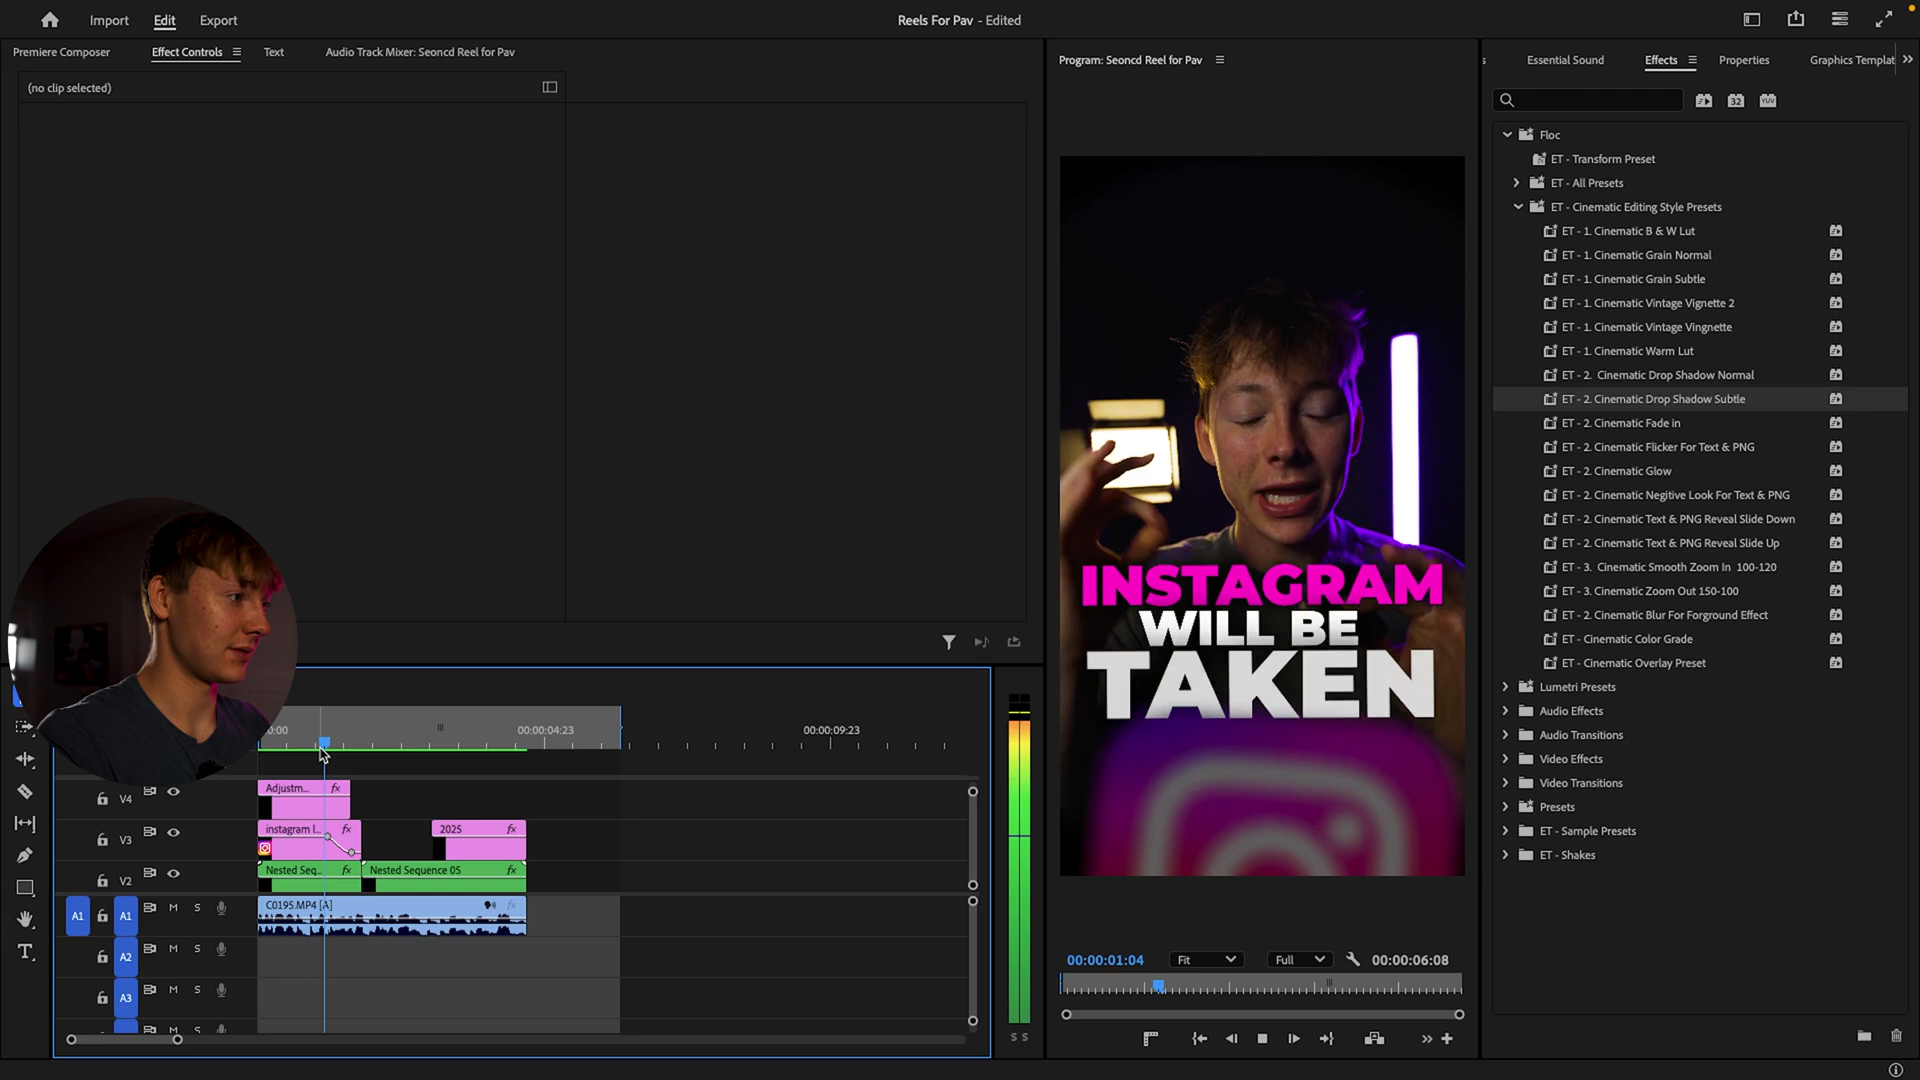 Import
Edit
Export
Reels For Pav - Edited
Premiere Composer
Effect Controls
Text
Audio Track Mixer: Seoncd Reel for Pav
(no clip selected)
Program: Seoncd Reel for Pav
INSTAGRAM
WILL BE
TAKEN
00:00:01:04
Fit
Full
00:00:06:08
Essential Sound
Effects
Properties
Graphics Templat
32
YUV
Floc
ET - Transform Preset
ET - All Presets
ET - Cinematic Editing Style Presets
ET - 1. Cinematic B & W Lut
ET - 1. Cinematic Grain Normal
ET - 1. Cinematic Grain Subtle
ET - 1. Cinematic Vintage Vignette 2
ET - 1. Cinematic Vintage Vingnette
ET - 1. Cinematic Warm Lut
ET - 2. Cinematic Drop Shadow Normal
ET - 2. Cinematic Drop Shadow Subtle
ET - 2. Cinematic Fade in
ET - 2. Cinematic Flicker For Text & PNG
ET - 2. Cinematic Glow
ET - 2. Cinematic Negitive Look For Text & PNG
ET - 2. Cinematic Text & PNG Reveal Slide Down
ET - 2. Cinematic Text & PNG Reveal Slide Up
ET - 3. Cinematic Smooth Zoom In 100-120
ET - 3. Cinematic Zoom Out 150-100
ET - 2. Cinematic Blur For Forground Effect
ET - Cinematic Color Grade
ET - Cinematic Overlay Preset
Lumetri Presets
Audio Effects
Audio Transitions
Video Effects
Video Transitions
Presets
ET - Sample Presets
ET - Shakes
0:00
00:00:04:23
00:00:09:23
V4
Adjustm... fx
V3
instagram l... fx
2025 fx
V2
Nested Seq... fx
Nested Sequence 05 fx
A1
A1
M S
C0195.MP4 [A] fx
A2
M S
A3
M S
M S
S S